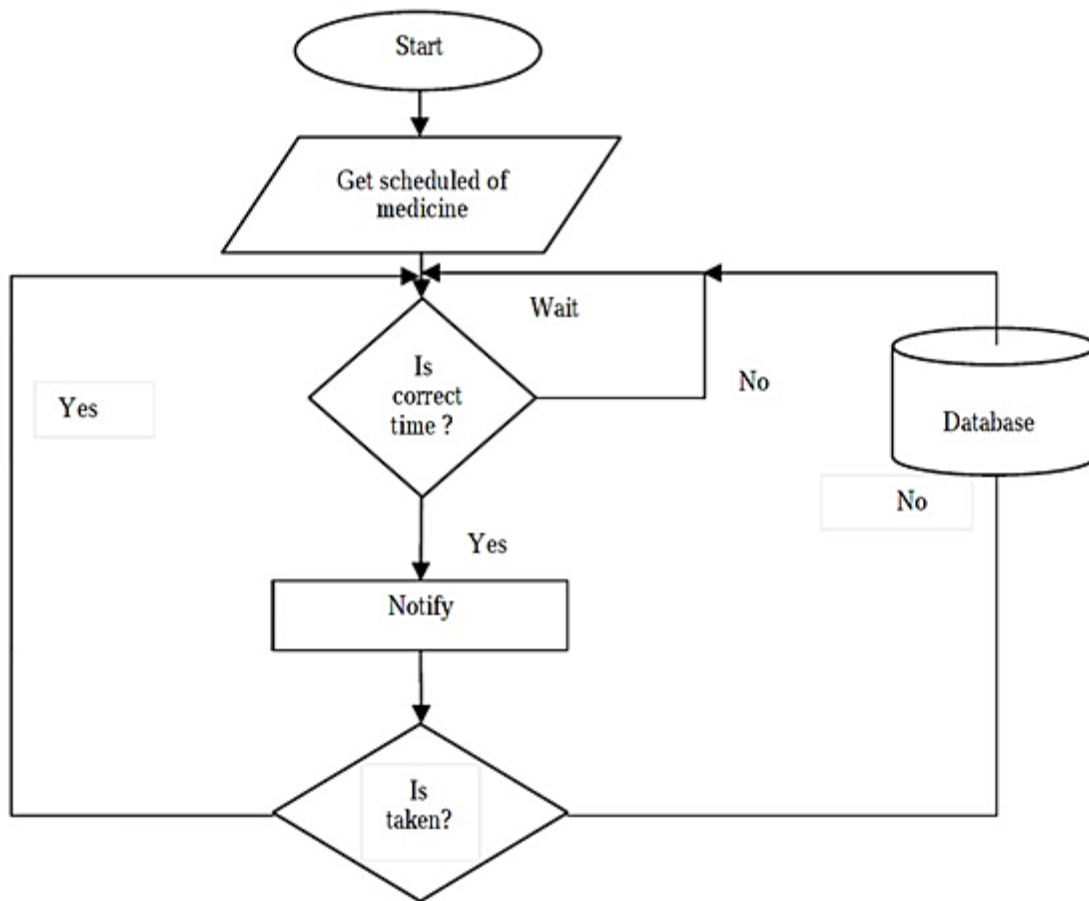 Start
Get scheduled of
medicine
Wait
Is
correct
time ?
No
Yes
Database
No
Yes
Notify
Is
taken?